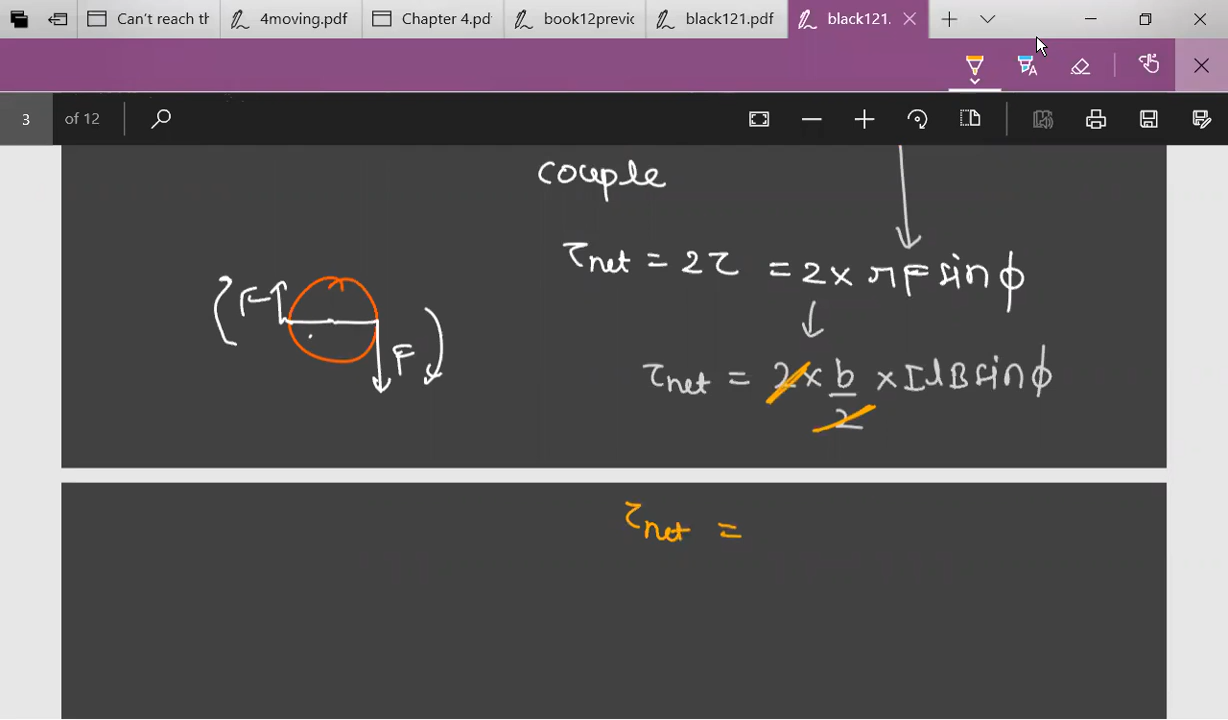 Can't reach th
4moving.pdf
Chapter 4.pd
book12previc
black121.pdf
black121.
3 of 12
couple
τnet = 2τ = 2 × rF sin ϕ
F
F
τnet = 2 × b/2 × IlB sin ϕ
τnet =